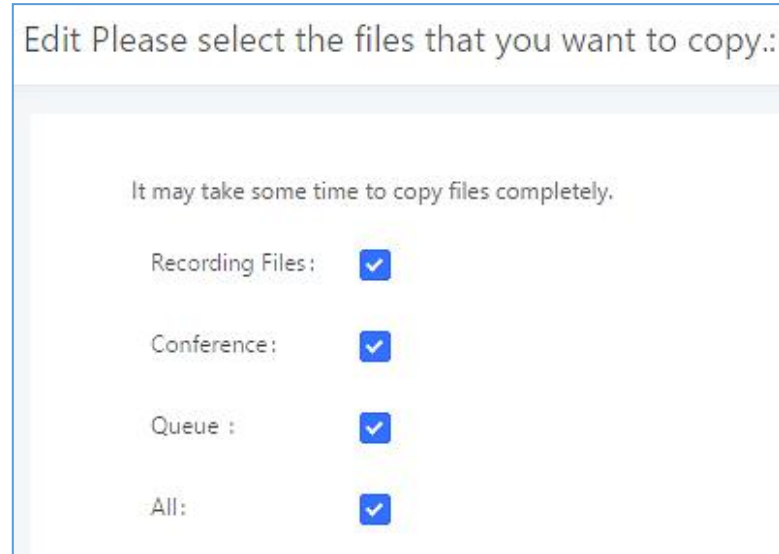 Edit Please select the files that you want to copy.:
It may take some time to copy files completely.
Recording Files:
Conference:
Queue :
All: